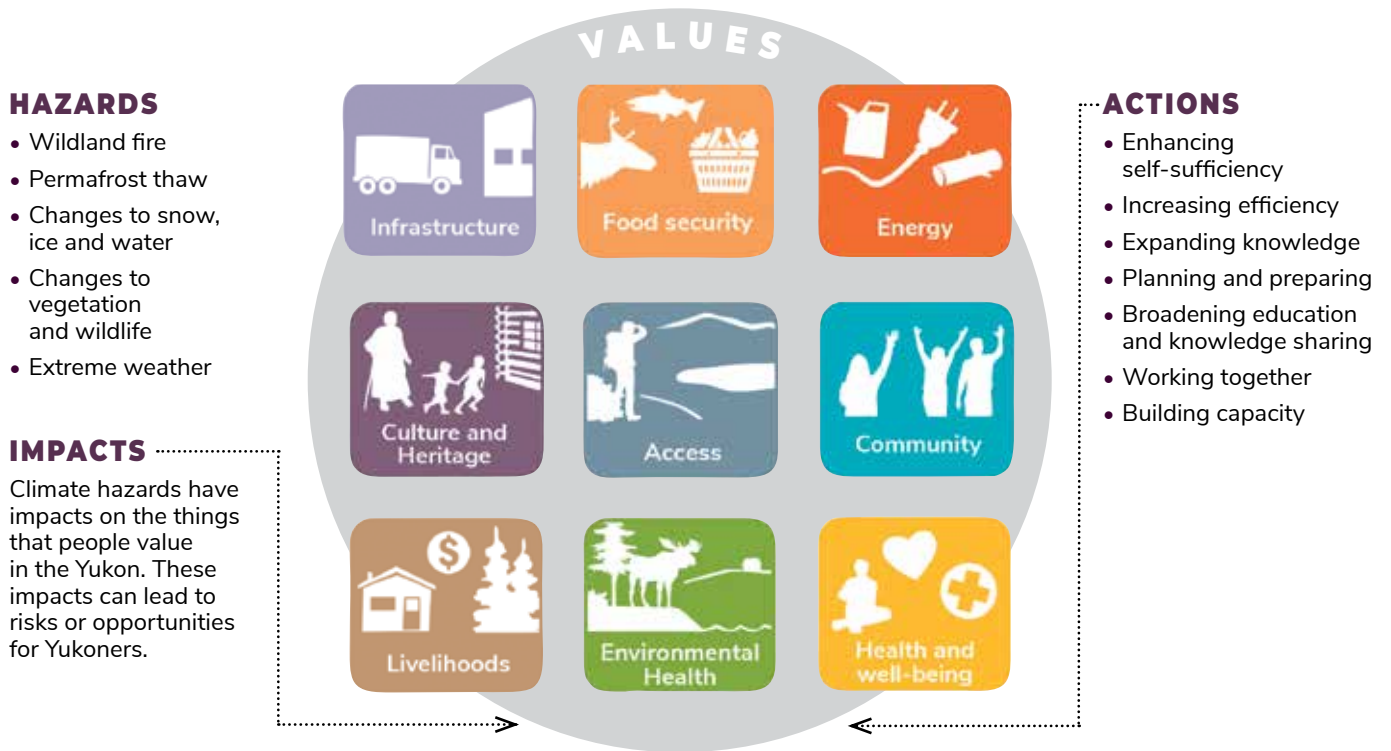 VALUES
HAZARDS
• Wildland fire
• Permafrost thaw
• Changes to snow,
ice and water
• Changes to
vegetation
and wildlife
• Extreme weather
IMPACTS
Climate hazards have
impacts on the things
that people value
in the Yukon. These
impacts can lead to
risks or opportunities
for Yukoners.
Infrastructure
Food security
Energy
Culture and
Heritage
Access
Community
$
Livelihoods
Environmental
Health
Health and
well-being
ACTIONS
• Enhancing
self-sufficiency
• Increasing efficiency
• Expanding knowledge
• Planning and preparing
• Broadening education
and knowledge sharing
• Working together
• Building capacity